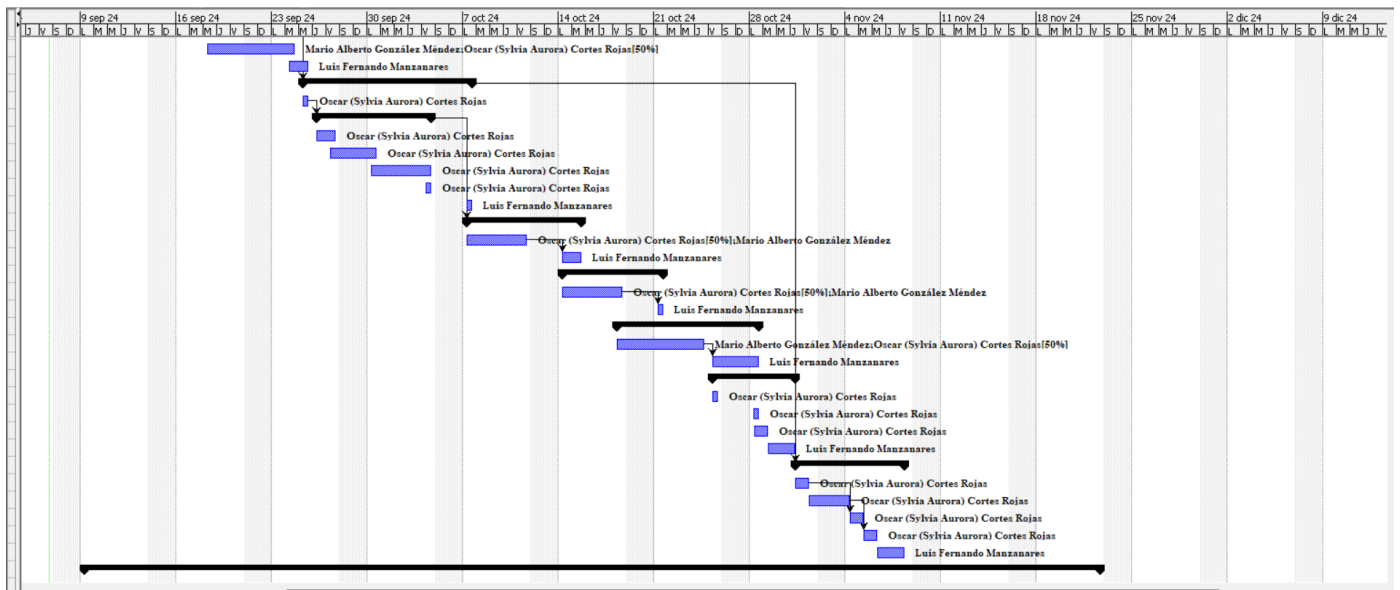 9 sep 24 16 sep 24 23 sep 24 30 sep 24 7 oct 24 14 oct 24 21 oct 24 28 oct 24 4 nov 24 11 nov 24 18 nov 24 25 nov 24 2 dic 24 9 dic 24
J V S D L M M J V S D L M M J V S D L M M J V S D L M M J V S D L M M J V S D L M M J V S D L M M J V S D L M M J V S D L M M J V S D L M M J V S D L M M J V S D L M M J V S D L M M J V S D L M M J V
Mario Alberto González Méndez;Oscar (Sylvia Aurora) Cortes Rojas[50%]
Luis Fernando Manzanares
Oscar (Sylvia Aurora) Cortes Rojas
Oscar (Sylvia Aurora) Cortes Rojas
Oscar (Sylvia Aurora) Cortes Rojas
Oscar (Sylvia Aurora) Cortes Rojas
Oscar (Sylvia Aurora) Cortes Rojas
Luis Fernando Manzanares
Oscar (Sylvia Aurora) Cortes Rojas[50%];Mario Alberto González Méndez
Luis Fernando Manzanares
Oscar (Sylvia Aurora) Cortes Rojas[50%];Mario Alberto González Méndez
Luis Fernando Manzanares
Mario Alberto González Méndez;Oscar (Sylvia Aurora) Cortes Rojas[50%]
Luis Fernando Manzanares
Oscar (Sylvia Aurora) Cortes Rojas
Oscar (Sylvia Aurora) Cortes Rojas
Oscar (Sylvia Aurora) Cortes Rojas
Luis Fernando Manzanares
Oscar (Sylvia Aurora) Cortes Rojas
Oscar (Sylvia Aurora) Cortes Rojas
Oscar (Sylvia Aurora) Cortes Rojas
Oscar (Sylvia Aurora) Cortes Rojas
Luis Fernando Manzanares